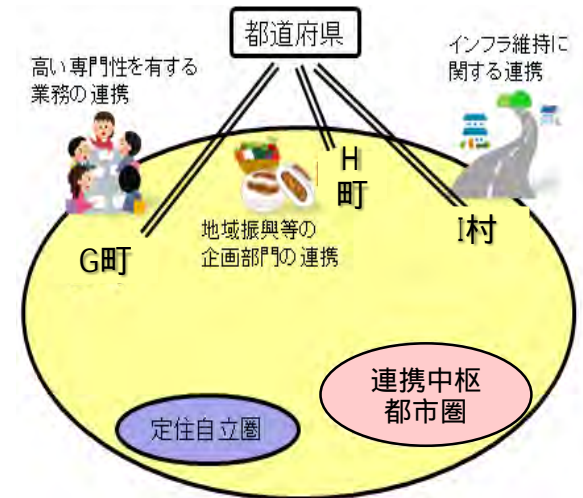 都道府県
高い専門性を有する
業務の連携
インフラ維持に
関する連携
H
町
地域振興等の
企画部門の連携
G町
I村
連携中枢
都市圏
定住自立圏